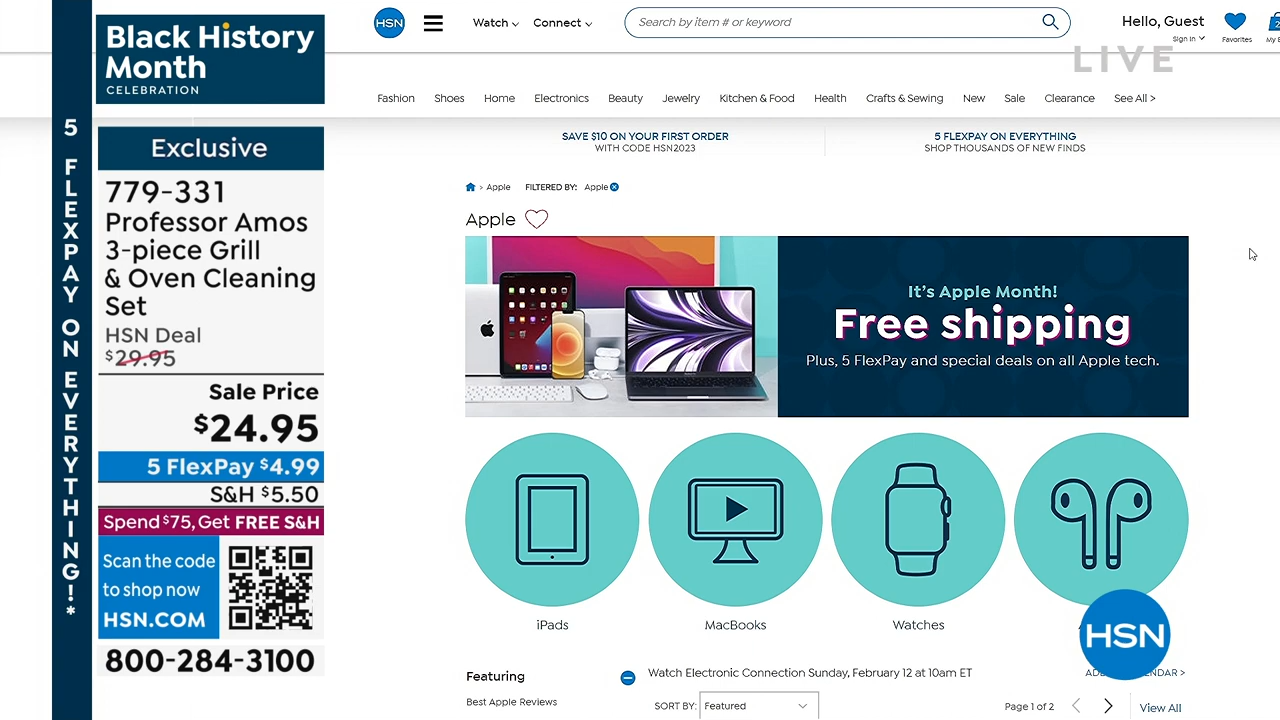 5 FLEXPAY ON EVERYTHING!*
Black History
Month
CELEBRATION
Exclusive
779-331
Professor Amos
3-piece Grill
& Oven Cleaning
Set
HSN Deal
$29.95
Sale Price
$24.95
5 FlexPay $4.99
S&H $5.50
Spend $75, Get FREE S&H
Scan the code
to shop now
HSN.COM
800-284-3100
HSN
Watch
Connect
Search by item # or keyword
Hello, Guest
Sign In
Favorites
My
2
LIVE
Fashion Shoes Home Electronics Beauty Jewelry Kitchen & Food Health Crafts & Sewing New Sale Clearance See All >
SAVE $10 ON YOUR FIRST ORDER
WITH CODE HSN2023
5 FLEXPAY ON EVERYTHING
SHOP THOUSANDS OF NEW FINDS
> Apple FILTERED BY: Apple
Apple
It's Apple Month!
Free shipping
Plus, 5 FlexPay and special deals on all Apple tech.
iPads MacBooks Watches
HSN
Featuring
Best Apple Reviews
Watch Electronic Connection Sunday, February 12 at 10am ET
SORT BY: Featured
Page 1 of 2
View All